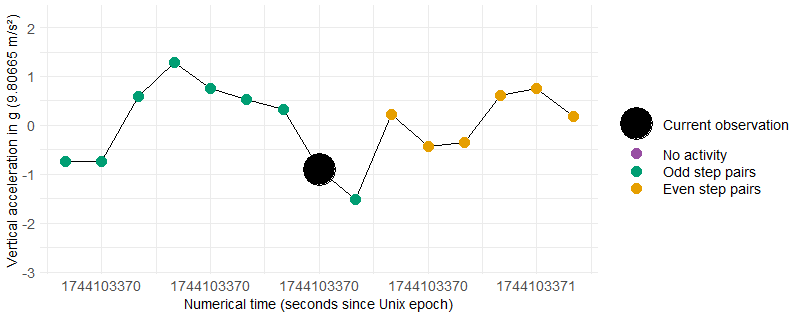 Vertical acceleration in g (9.80665 m/s²)
2
1
0
-1
-2
-3
1744103370 1744103370 1744103370 1744103370 1744103371
Numerical time (seconds since Unix epoch)
Current observation
No activity
Odd step pairs
Even step pairs